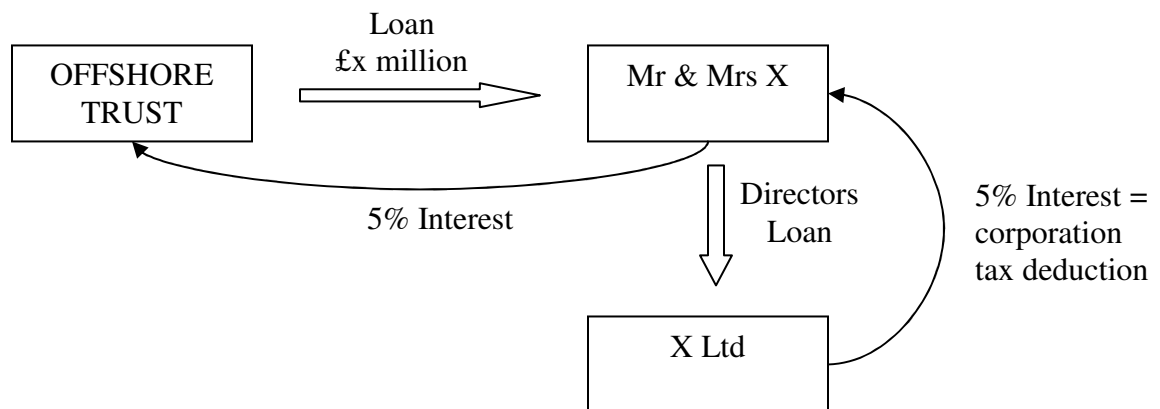 Loan
£x million
OFFSHORE
TRUST
Mr & Mrs X
5% Interest
Directors
Loan
5% Interest =
corporation
tax deduction
X Ltd